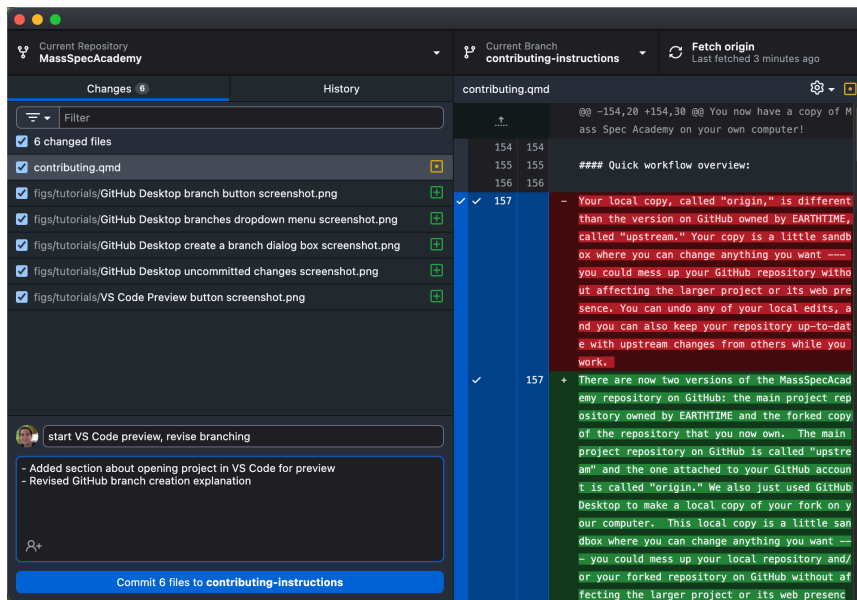 Current Repository
MassSpecAcademy
Current Branch
contributing-instructions
Fetch origin
Last fetched 3 minutes ago
Changes 6
History
Filter
6 changed files
contributing.qmd
figs/tutorials/GitHub Desktop branch button screenshot.png
figs/tutorials/GitHub Desktop branches dropdown menu screenshot.png
figs/tutorials/GitHub Desktop create a branch dialog box screenshot.png
figs/tutorials/GitHub Desktop uncommitted changes screenshot.png
figs/tutorials/VS Code Preview button screenshot.png
start VS Code preview, revise branching
- Added section about opening project in VS Code for preview
- Revised GitHub branch creation explanation
Commit 6 files to contributing-instructions
contributing.qmd
@@ -154,20 +154,30 @@ You now have a copy of M
ass Spec Academy on your own computer!
154 154
155 155 #### Quick workflow overview:
156 156
157 - Your local copy, called "origin," is different
than the version on GitHub owned by EARTHTIME,
called "upstream." Your copy is a little sandb
ox where you can change anything you want ---
you could mess up your GitHub repository witho
ut affecting the larger project or its web pre
sence. You can undo any of your local edits, a
nd you can also keep your repository up-to-dat
e with upstream changes from others while you
work.
157 + There are now two versions of the MassSpecAcad
emy repository on GitHub: the main project rep
ository owned by EARTHTIME and the forked copy
of the repository that you now own.  The main
project repository on GitHub is called "upstre
am" and the one attached to your GitHub accoun
t is called "origin." We also just used GitHub
Desktop to make a local copy of your fork on y
our computer.  This local copy is a little san
dbox where you can change anything you want --
- you could mess up your local repository and/
or your forked repository on GitHub without af
fecting the larger project or its web presenc